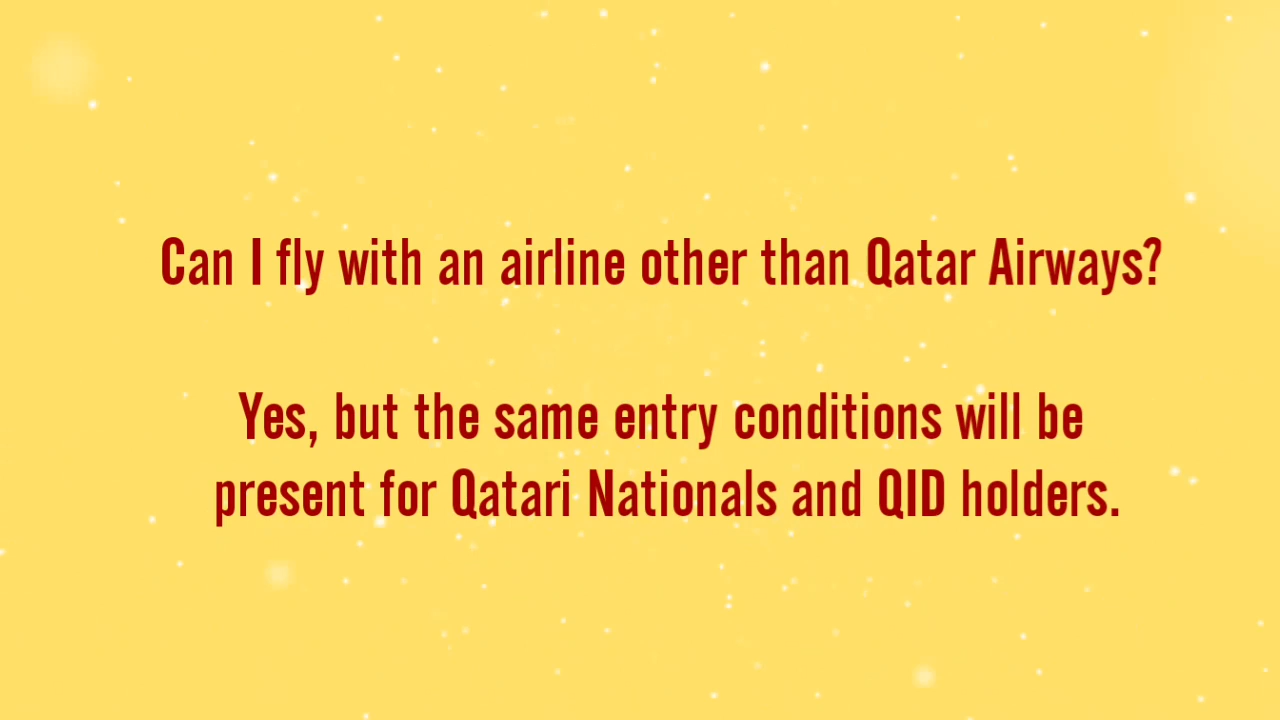 Can I fly with an airline other than Qatar Airways?
Yes, but the same entry conditions will be
present for Qatari Nationals and QID holders.